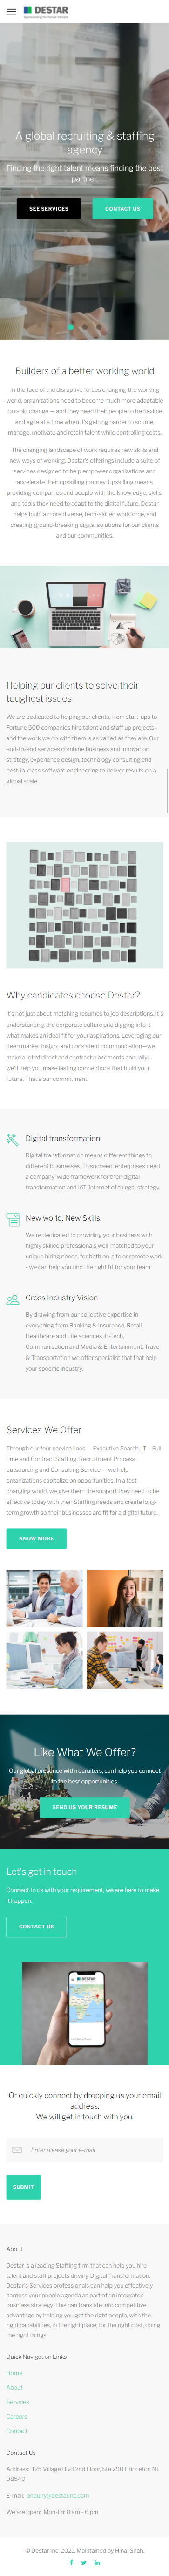 DESTAR
A global recruiting & staffing
agency
Finding the right talent means finding the best
partner.
SEE SERVICES
CONTACT US
Builders of a better working world
In the face of the disruptive forces changing the working
world, organizations need to become much more adaptable
to rapid change — and they need their people to be flexible
and agile at a time when it's getting harder to source,
manage, motivate and retain talent while controlling costs.
The changing landscape of work requires new skills and
new ways of working. Destar's offerings include a suite of
services designed to help empower organizations and
accelerate their upskilling journey. Upskilling means
providing companies and people with the knowledge, skills,
and tools they need to adapt to the digital future. Destar
helps build a more diverse, tech-skilled workforce, and
creating ground-breaking digital solutions for our clients
and our communities.
Helping our clients to solve their
toughest issues
We are dedicated to helping our clients, from start-ups to
Fortune 500 companies hire talent and staff up projects–
and the work we do with them is as varied as they are. Our
end-to-end services combine business and innovation
strategy, experience design, technology consulting and
best-in-class software engineering to deliver results on a
global scale.
Why candidates choose Destar?
It's not just about matching resumes to job descriptions. It's
understanding the corporate culture and digging into it
what makes an ideal fit for your aspirations. Leveraging our
deep market insight and consistent communication—we
make a lot of direct and contract placements annually—
we'll help you make lasting connections that build your
future. That's our commitment.
Digital transformation
Digital transformation means different things to
different businesses. To succeed, enterprises need
a company-wide framework for their digital
transformation and IoT (internet of things) strategy.
New world. New Skills.
We're dedicated to providing your business with
highly skilled professionals well-matched to your
unique hiring needs, for both on-site or remote work
- we can help you find the right fit for your team.
Cross Industry Vision
By drawing from our collective expertise in
everything from Banking & Insurance, Retail,
Healthcare and Life sciences, H-Tech,
Communication and Media & Entertainment, Travel
& Transportation we offer specialist that that help
your specific industry.
Services We Offer
Through our four service lines — Executive Search, IT – Full
time and Contract Staffing, Recruitment Process
outsourcing and Consulting Service — we help
organizations capitalize on opportunities. In a fast-
changing world, we give them the support they need to be
effective today with their Staffing needs and create long-
term growth so their businesses are fit for a digital future.
KNOW MORE
Like What We Offer?
Our global presence with recruiters, can help you connect
to the best opportunities.
SEND US YOUR RESUME
Let's get in touch
Connect to us with your requirement, we are here to make
it happen.
CONTACT US
DESTAR
Or quickly connect by dropping us your email
address.
We will get in touch with you.
Enter please your e-mail
SUBMIT
About
Destar is a leading Staffing firm that can help you hire
talent and staff projects driving Digital Transformation.
Destar's Services professionals can help you effectively
harness your people agenda as part of an integrated
business strategy. This can translate into competitive
advantage by helping you get the right people, with the
right capabilities, in the right place, for the right cost, doing
the right things.
Quick Navigation Links
Home
About
Services
Careers
Contact
Contact Us
Address: 125 Village Blvd 2nd Floor, Ste 290 Princeton NJ
08540
E-mail: enquiry@destarinc.com
We are open: Mn-Fri: 8 am - 6 pm
© Destar Inc. 2021. Maintained by Hinal Shah.